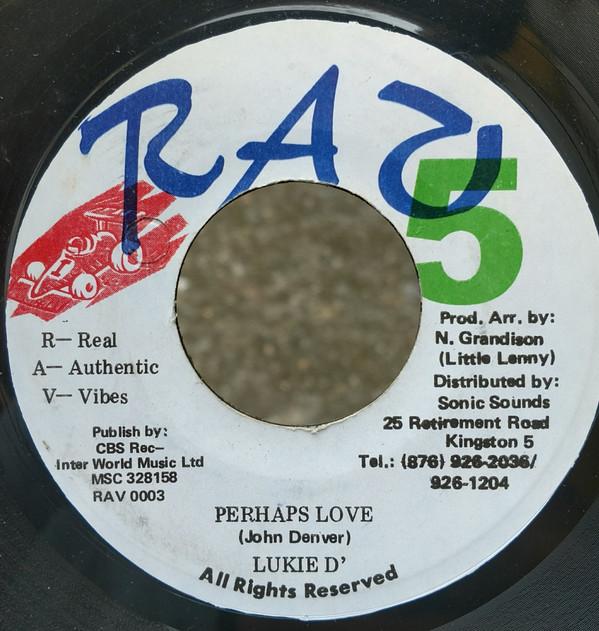 RAV
5
R— Real
A— Authentic
V— Vibes
Publish by:
CBS Rec—
Inter World Music Ltd
MSC 328158
RAV 0003
Prod. Arr. by:
N. Grandison
(Little Lenny)
Distributed by:
Sonic Sounds
25 Retirement Road
Kingston 5
Tel.: (876) 926-2036/
926-1204
PERHAPS LOVE
(John Denver)
LUKIE D'
All Rights Reserved